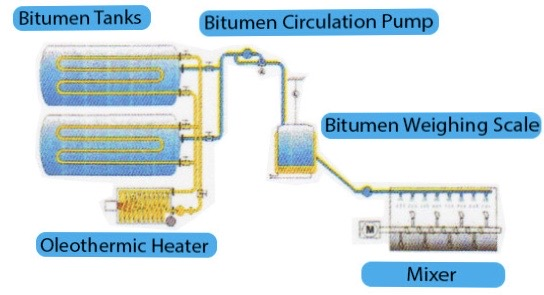 Bitumen Tanks
Bitumen Circulation Pump
Bitumen Weighing Scale
Oleothermic Heater
M
Mixer